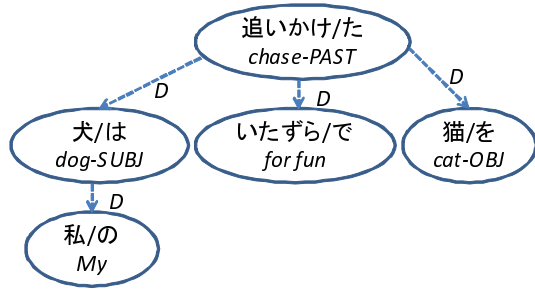 追いかけ/た
chase-PAST
D
D
D
犬/は
dog-SUBJ
いたずら/で
for fun
猫/を
cat-OBJ
D
私/の
My